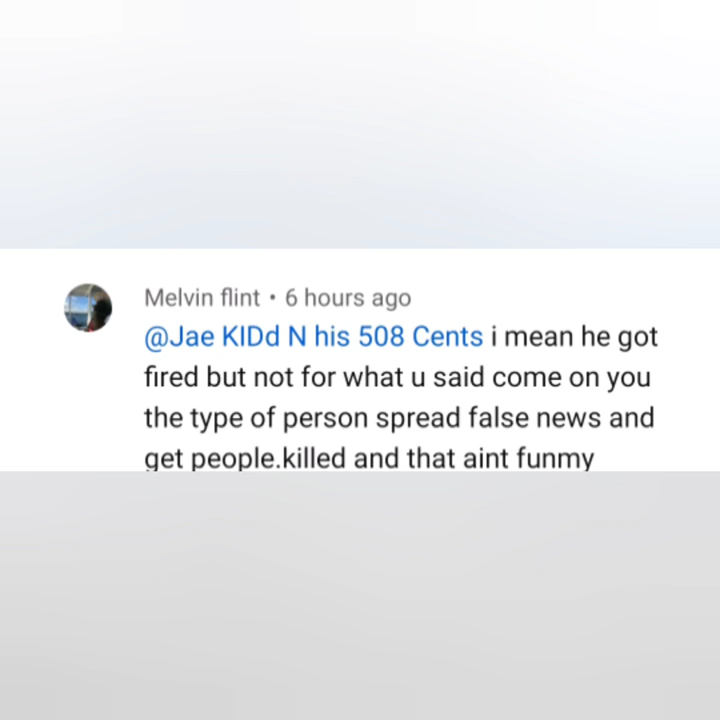 Melvin flint • 6 hours ago
@Jae KIDd N his 508 Cents i mean he got
fired but not for what u said come on you
the type of person spread false news and
get people.killed and that aint funmy